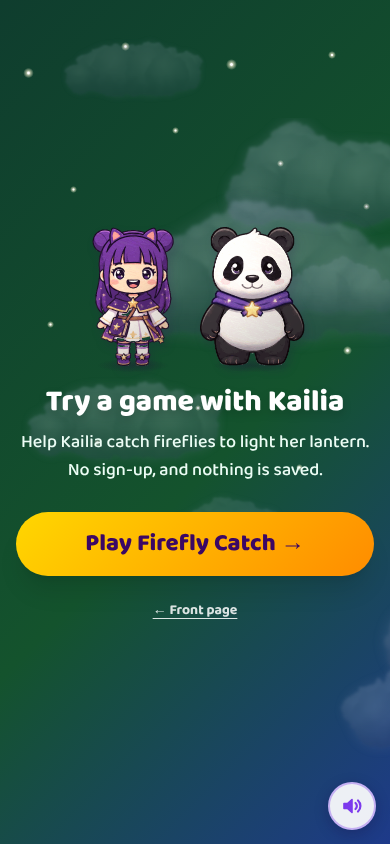 Try a game with Kailia
Help Kailia catch fireflies to light her lantern.
No sign-up, and nothing is saved.
Play Firefly Catch →
← Front page